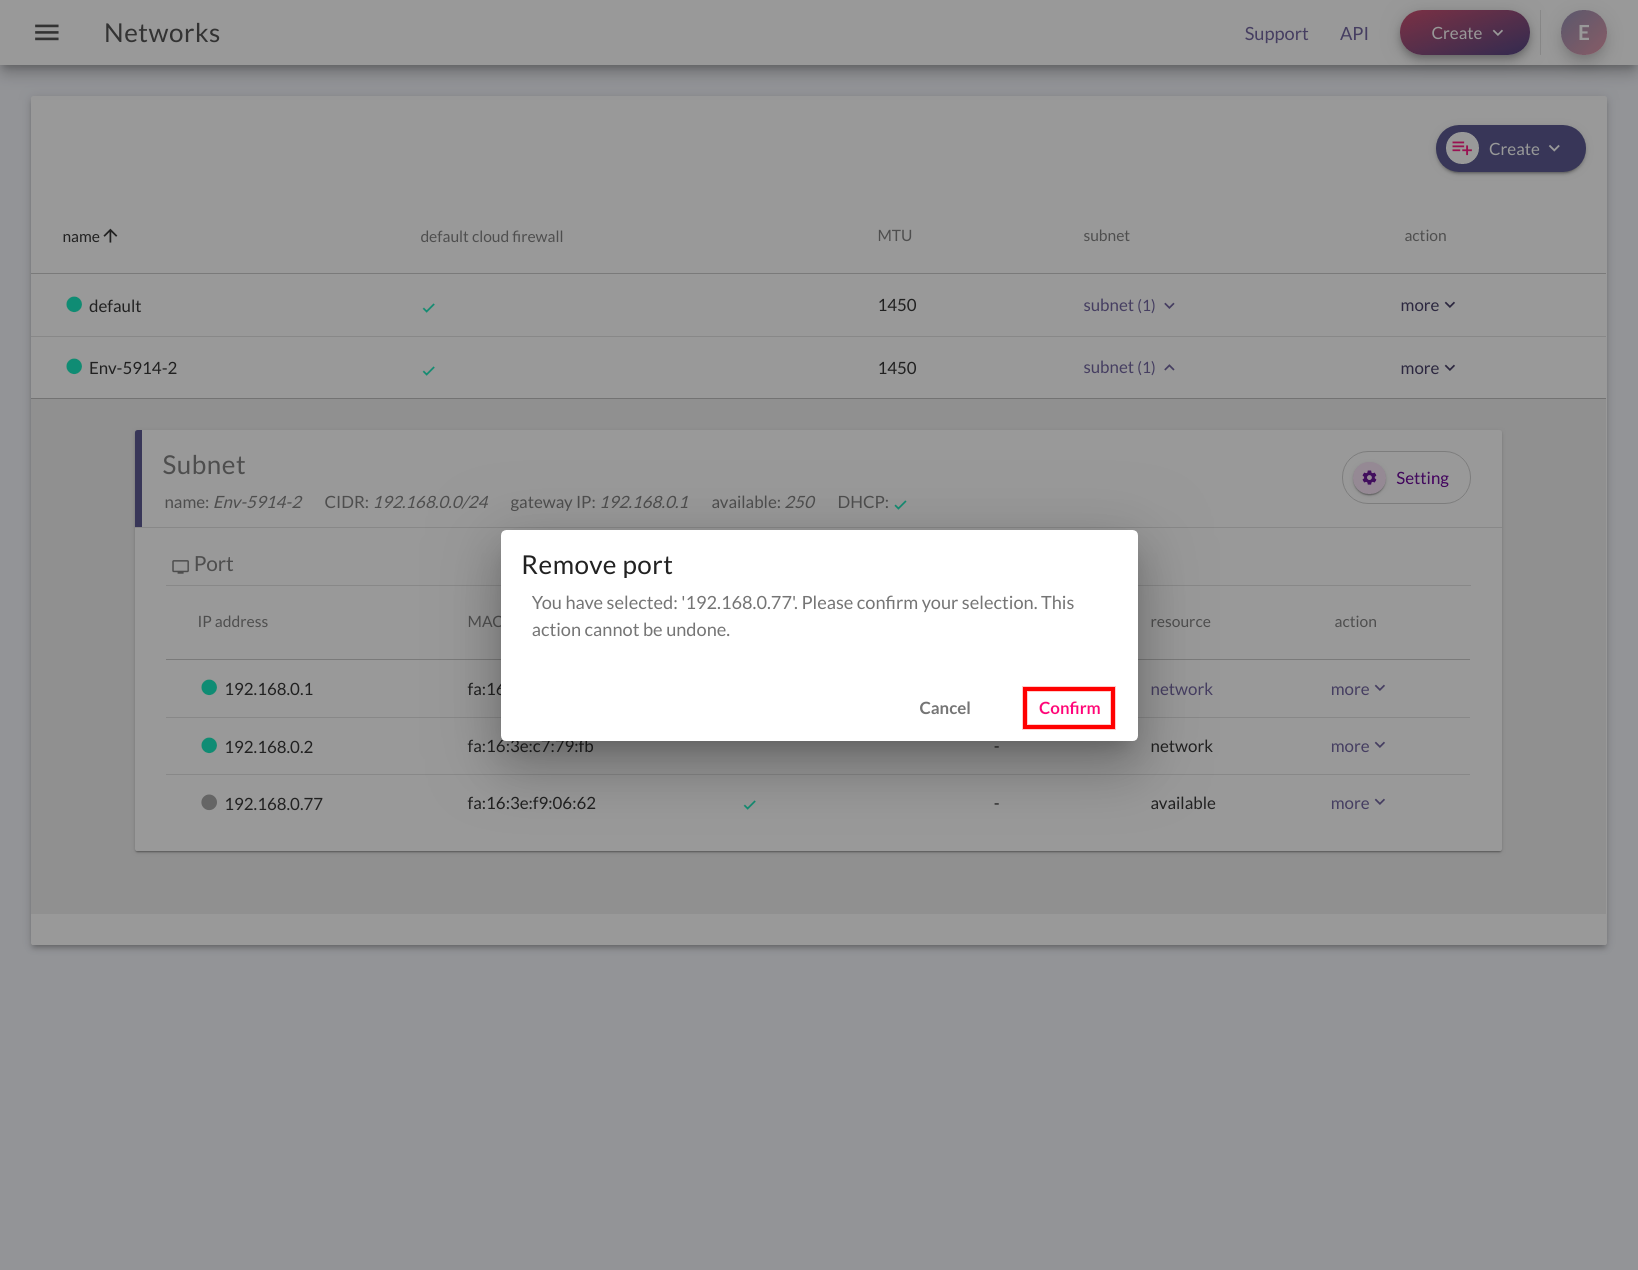 Networks
Support API Create E
Create
name default cloud firewall MTU subnet action
default 1450 subnet (1) more
Env-5914-2 1450 subnet (1) more
Subnet
Setting
name: Env-5914-2 CIDR: 192.168.0.0/24 gateway IP: 192.168.0.1 available: 250 DHCP:
Port
Remove port
You have selected: '192.168.0.77'. Please confirm your selection. This
action cannot be undone.
Cancel Confirm
IP address MAC resource action
192.168.0.1 fa:16 network more
192.168.0.2 fa:16:3e:c7:79:fb - network more
192.168.0.77 fa:16:3e:f9:06:62 - available more